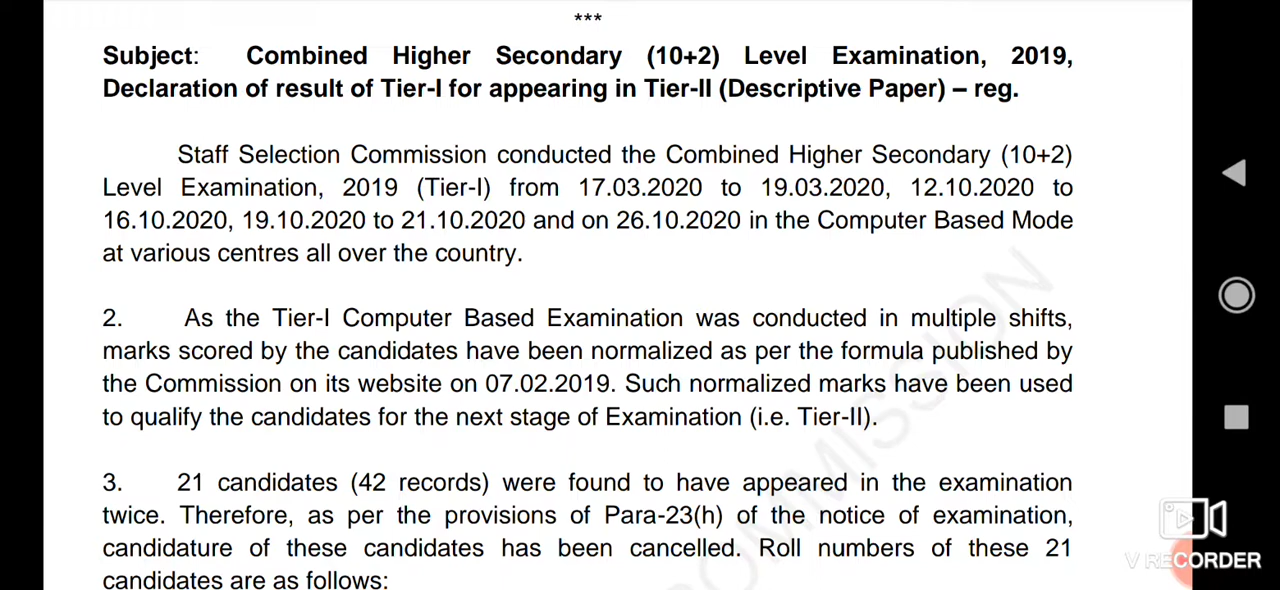 ***
Subject: Combined Higher Secondary (10+2) Level Examination, 2019,
Declaration of result of Tier-I for appearing in Tier-II (Descriptive Paper) – reg.
Staff Selection Commission conducted the Combined Higher Secondary (10+2)
Level Examination, 2019 (Tier-I) from 17.03.2020 to 19.03.2020, 12.10.2020 to
16.10.2020, 19.10.2020 to 21.10.2020 and on 26.10.2020 in the Computer Based Mode
at various centres all over the country.
2. As the Tier-I Computer Based Examination was conducted in multiple shifts,
marks scored by the candidates have been normalized as per the formula published by
the Commission on its website on 07.02.2019. Such normalized marks have been used
to qualify the candidates for the next stage of Examination (i.e. Tier-II).
3. 21 candidates (42 records) were found to have appeared in the examination
twice. Therefore, as per the provisions of Para-23(h) of the notice of examination,
candidature of these candidates has been cancelled. Roll numbers of these 21
candidates are as follows:
COMMISSION
V RECORDER